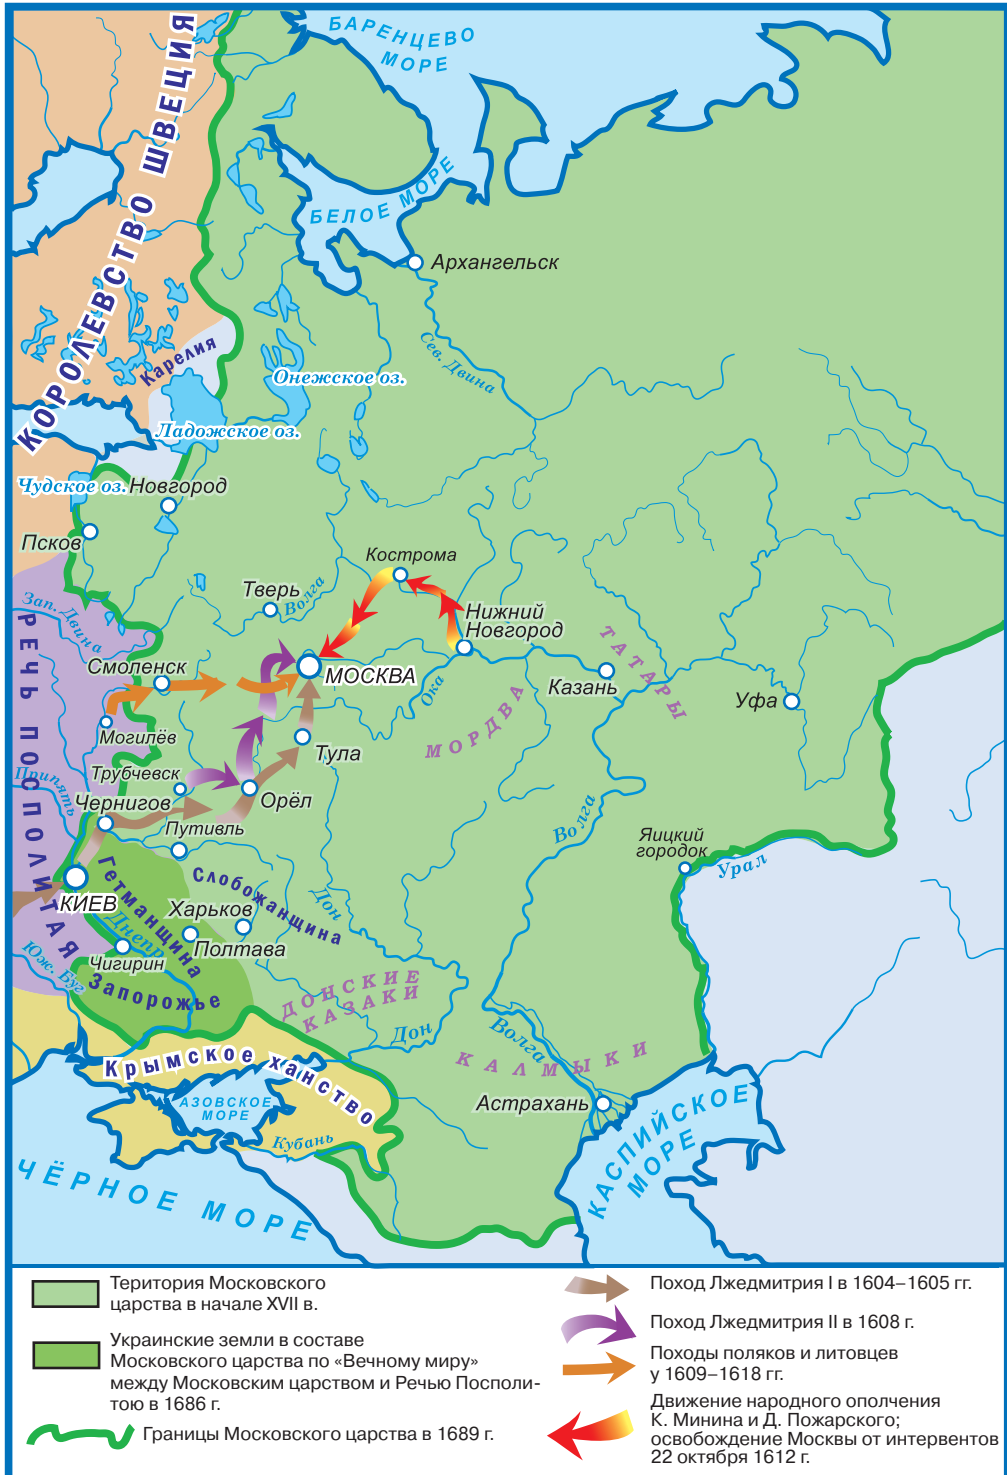 БАРЕНЦЕВО
МОРЕ
КОРОЛЕВСТВО ШВЕЦИЯ
БЕЛОЕ МОРЕ
Архангельск
Сев. Двина
Карелия
Онежское оз.
Ладожское оз.
Чудское оз.
Новгород
Псков
Кострома
Тверь
Волга
Нижний
Новгород
Зап. Двина
РЕЧЬ ПОСПОЛИТАЯ
Смоленск
МОСКВА
Ока
Казань
ТАТАРЫ
Уфа
МОРДВА
Могилёв
Тула
Трубчевск
Припять
Чернигов
Орёл
Путивль
Волга
Яицкий
городок
Урал
КИЕВ
Гетманщина
Слобожанщина
Дон
Харьков
Днепр
Полтава
Чигирин
Юж. Буг
Запорожье
ДОНСКИЕ
КАЗАКИ
Дон
Волга
КАЛМЫКИ
Крымское ханство
АЗОВСКОЕ
МОРЕ
Астрахань
Кубань
КАСПИЙСКОЕ
МОРЕ
ЧЁРНОЕ МОРЕ
Територия Московского
царства в начале XVII в.
Украинские земли в составе
Московского царства по «Вечному миру»
между Московским царством и Речью Посполи-
тою в 1686 г.
Границы Московского царства в 1689 г.
Поход Лжедмитрия I в 1604–1605 гг.
Поход Лжедмитрия II в 1608 г.
Походы поляков и литовцев
у 1609–1618 гг.
Движение народного ополчения
К. Минина и Д. Пожарского;
освобождение Москвы от интервентов
22 октября 1612 г.